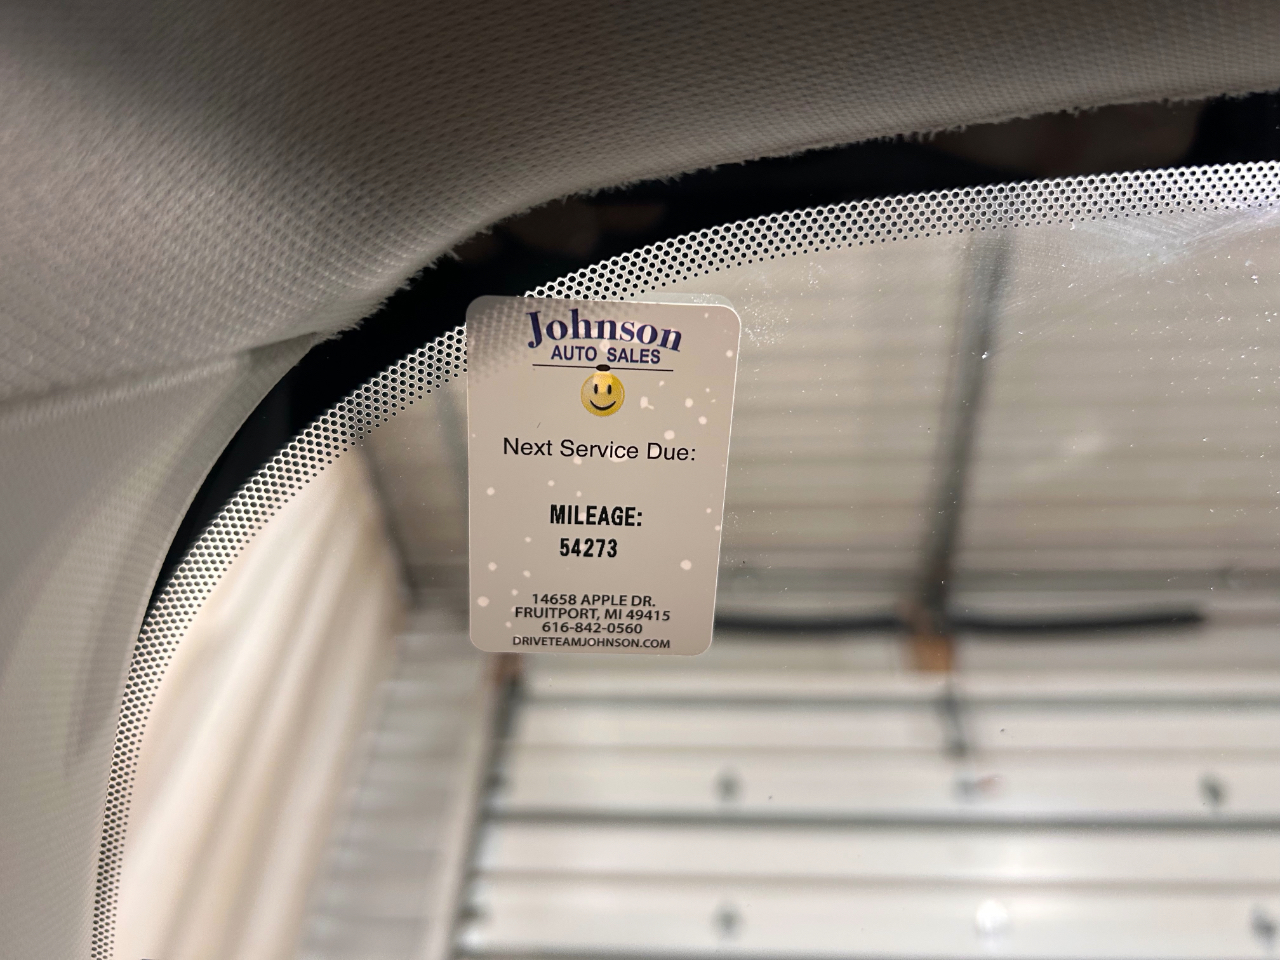 Johnson
AUTO SALES
Next Service Due:
MILEAGE:
54273
14658 APPLE DR.
FRUITPORT, MI 49415
616-842-0560
DRIVETEAMJOHNSON.COM